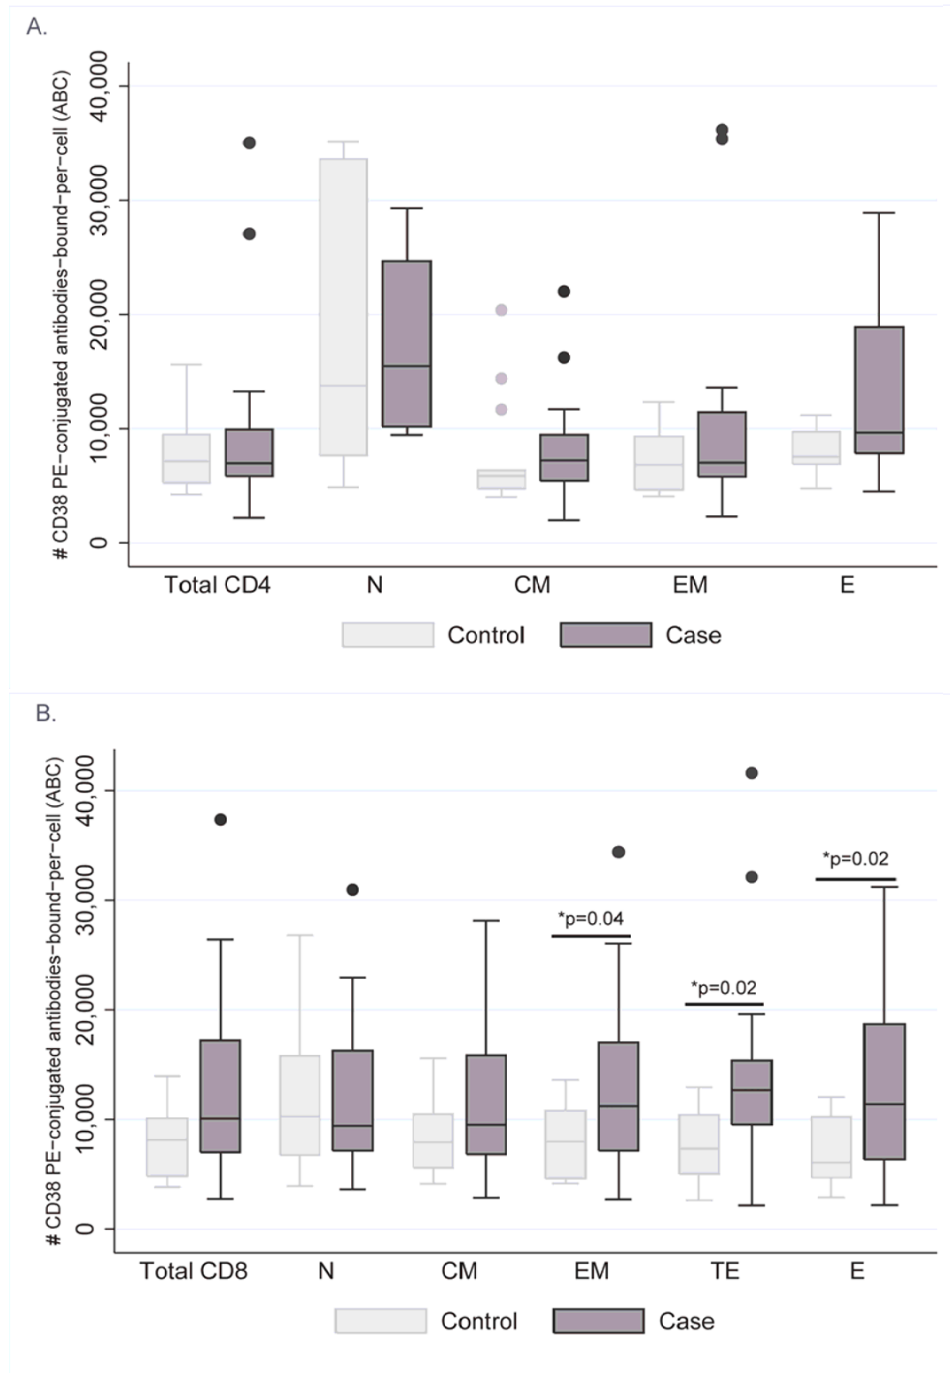 A.
# CD38 PE−conjugated antibodies−bound−per−cell (ABC)
40,000
30,000
20,000
10,000
0
Total CD4 N CM EM E
Control Case
B.
# CD38 PE−conjugated antibodies−bound−per−cell (ABC)
40,000
30,000
20,000
10,000
0
*p=0.02
*p=0.04
*p=0.02
Total CD8 N CM EM TE E
Control Case